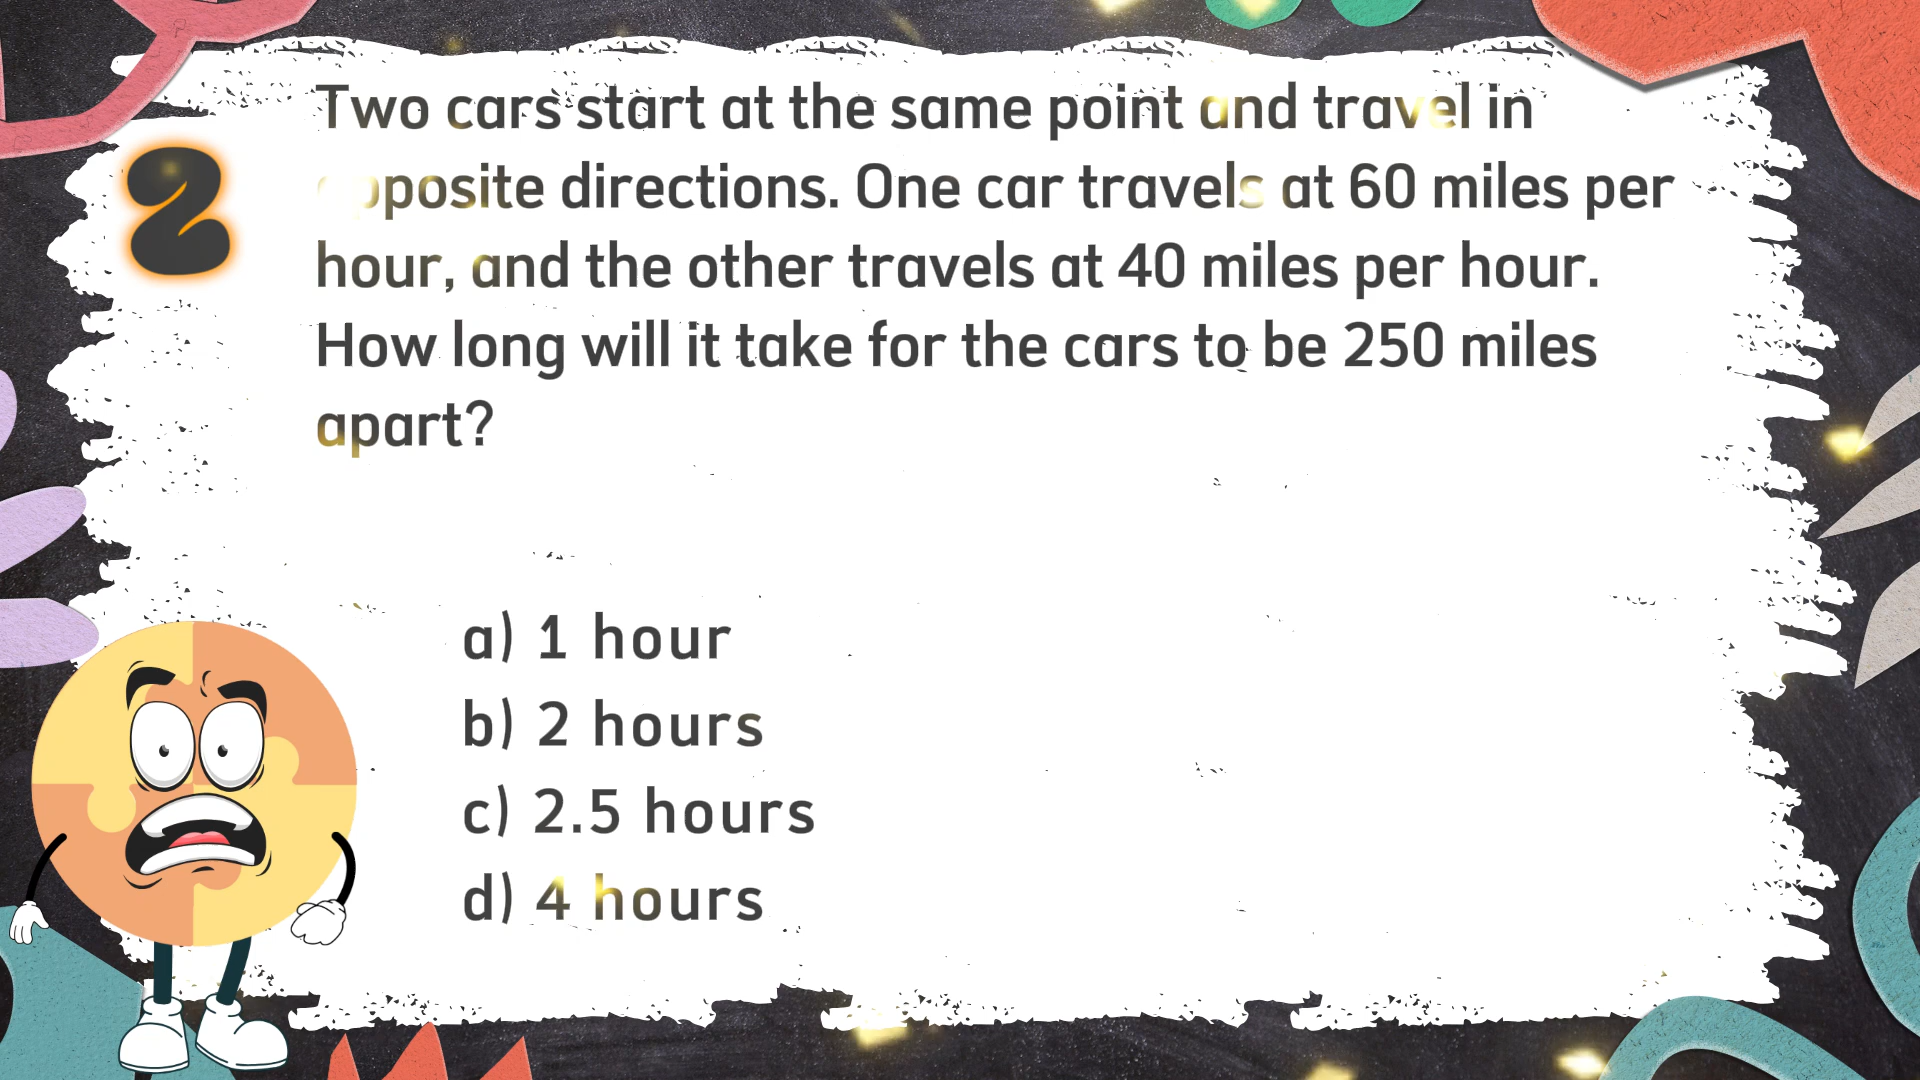 2
Two cars start at the same point and travel in
opposite directions. One car travels at 60 miles per
hour, and the other travels at 40 miles per hour.
How long will it take for the cars to be 250 miles
apart?
a) 1 hour
b) 2 hours
c) 2.5 hours
d) 4 hours